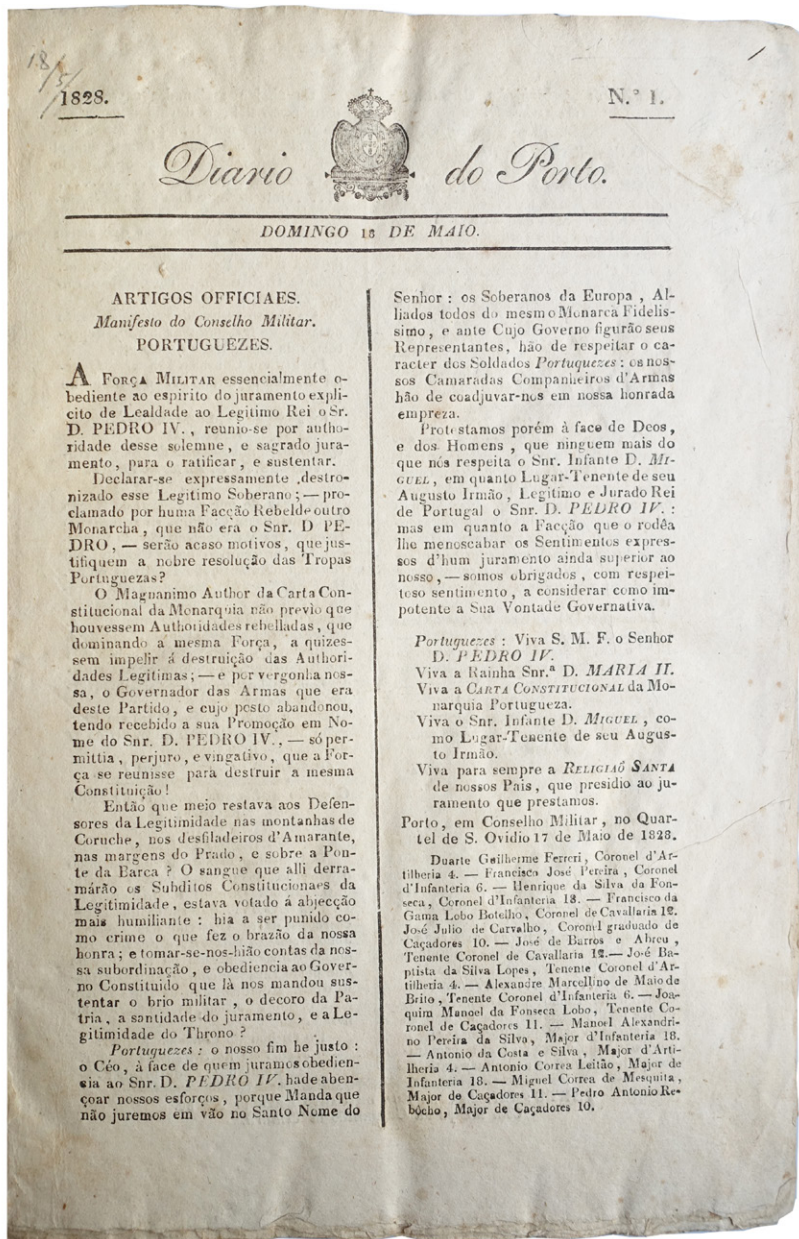 18/5/
1828.
N.º 1.
Diario do Porto.
DOMINGO 18 DE MAIO.
ARTIGOS OFFICIAES.
Manifesto do Conselho Militar.
PORTUGUEZES.
A FORÇA MILITAR essencialmente o-
bediente ao espirito do juramento expli-
cito de Lealdade ao Legitimo Rei o Sr.
D. PEDRO IV., reunio-se por autho-
ridade desse solemne, e sagrado jura-
mento, para o ratificar, e sustentar.
Declarar-se expressamente destro-
nizado esse Legitimo Soberano; — pro-
clamado por huma Facção Rebelde outro
Monarcha, que não era o Snr. D PE-
DRO, — serão acaso motivos, que jus-
tifiquem a nobre resolução das Tropas
Portuguezas?
O Magnanimo Author da Carta Con-
stitucional da Monarquia não previo que
houvessem Authoridades rebelladas, que
dominando a mesma Força, a quizes-
sem impelir á destruição das Authori-
dades Legitimas; — e por vergonha nos-
sa, o Governador das Armas que era
deste Partido, e cujo posto abandonou,
tendo recebido a sua Promoção em No-
me do Snr. D. PEDRO IV., — só per-
mittia, perjuro, e vingativo, que a For-
ça se reunisse para destruir a mesma
Constituição!
Então que meio restava aos Defen-
sores da Legitimidade nas montanhas de
Coruche, nos desfiladeiros d'Amarante,
nas margens do Prado, e sobre a Pon-
te da Barca? O sangue que alli derra-
márão os Subditos Constitucionaes da
Legitimidade, estava votado á abjecção
mais humiliante: hia a ser punido co-
mo crime o que fez o brazão da nossa
honra; e tomar-se-nos-hião contas da nos-
sa subordinação, e obediencia ao Gover-
no Constituido que là nos mandou sus-
tentar o brio militar, o decoro da Pa-
tria, a santidade do juramento, e a Le-
gitimidade do Throno?
Portuguezes: o nosso fim he justo:
o Céo, à face de quem juramos obedien-
sia ao Snr. D. PEDRO IV. hade aben-
çoar nossos esforços, porque Manda que
não juremos em vão no Santo Nome do
Senhor: os Soberanos da Europa, Al-
liados todos do mesmo Monarca Fidelis-
simo, e ante Cujo Governo figurão seus
Representantes, hão de respeitar o ca-
racter dos Soldados Portuquezes: os nos-
sos Camaradas Companheiros d'Armas
hão de coadjuvar-nos em nossa honrada
empreza.
Protestamos porém à face de Deos,
e dos Homens, que ninguem mais do
que nós respeita o Snr. Infante D. MI-
GUEL, em quanto Lugar-Tenente de seu
Augusto Irmão, Legitimo e Jurado Rei
de Portugal o Snr. D. PEDRO IV.:
mas em quanto a Facção que o rodêa
lhe menoscabar os Sentimentos expres-
sos d'hum juramento ainda superior ao
nosso, — somos obrigados, com respei-
toso sentimento, a considerar como im-
potente a Sua Vontade Governativa.
Portuguezes: Viva S. M. F. o Senhor
D. PEDRO IV.
Viva a Rainha Snr.ª D. MARIA II.
Viva a CARTA CONSTITUCIONAL da Mo-
narquia Portugueza.
Viva o Snr. Infante D. MIGUEL, co-
mo Lugar-Tenente de seu Augus-
to Irmão.
Viva para sempre a RELIGIAÕ SANTA
de nossos Pais, que presidio ao ju-
ramento que prestamos.
Porto, em Conselho Militar, no Quar-
tel de S. Ovidio 17 de Maio de 1828.
Duarte Guilherme Ferreri, Coronel d'Ar-
tilheria 4. — Francisco José Pereira, Coronel
d'Infanteria 6. — Henrique da Silva da Fon-
seca, Coronel d'Infanteria 18. — Francisco da
Gama Lobo Botelho, Coronel de Cavallaria 12.
José Julio de Carvalho, Coronel graduado de
Caçadores 10. — José de Barros e Abreu,
Tenente Coronel de Cavallaria 12. — José Ba-
ptista da Silva Lopes, Tenente Coronel d'Ar-
tilheria 4. — Alexandre Marcellino de Maio de
Brito, Tenente Coronel d'Infanteria 6. — Joa-
quim Manoel da Fonseca Lobo, Tenente Co-
ronel de Caçadores 11. — Manoel Alexandri-
no Pereira da Silva, Major d'Infanteria 18.
— Antonio da Costa e Silva, Major d'Arti-
lheria 4. — Antonio Correa Leitão, Major de
Infanteria 18. — Miguel Correa de Mesquita,
Major de Caçadores 11. — Pedro Antonio Re-
bocho, Major de Caçadores 10.